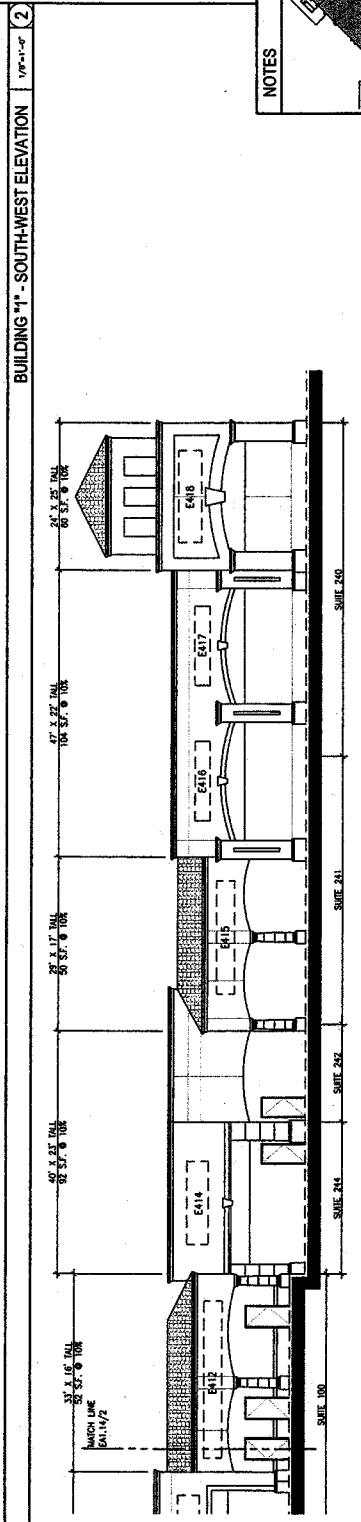 BUILDING "1" - SOUTH-WEST ELEVATION
1/8"=1'-0"
2
NOTES
33' X 16' TALL
52 S.F. @ 10%
40' X 23' TALL
92 S.F. @ 10%
29' X 17' TALL
50 S.F. @ 10%
47' X 22' TALL
104 S.F. @ 10%
24' X 25' TALL
60 S.F. @ 10%
MATCH LINE
EA1.14/2
E412
E414
E415
E416
E417
E418
SUITE 100
SUITE 244
SUITE 242
SUITE 241
SUITE 240